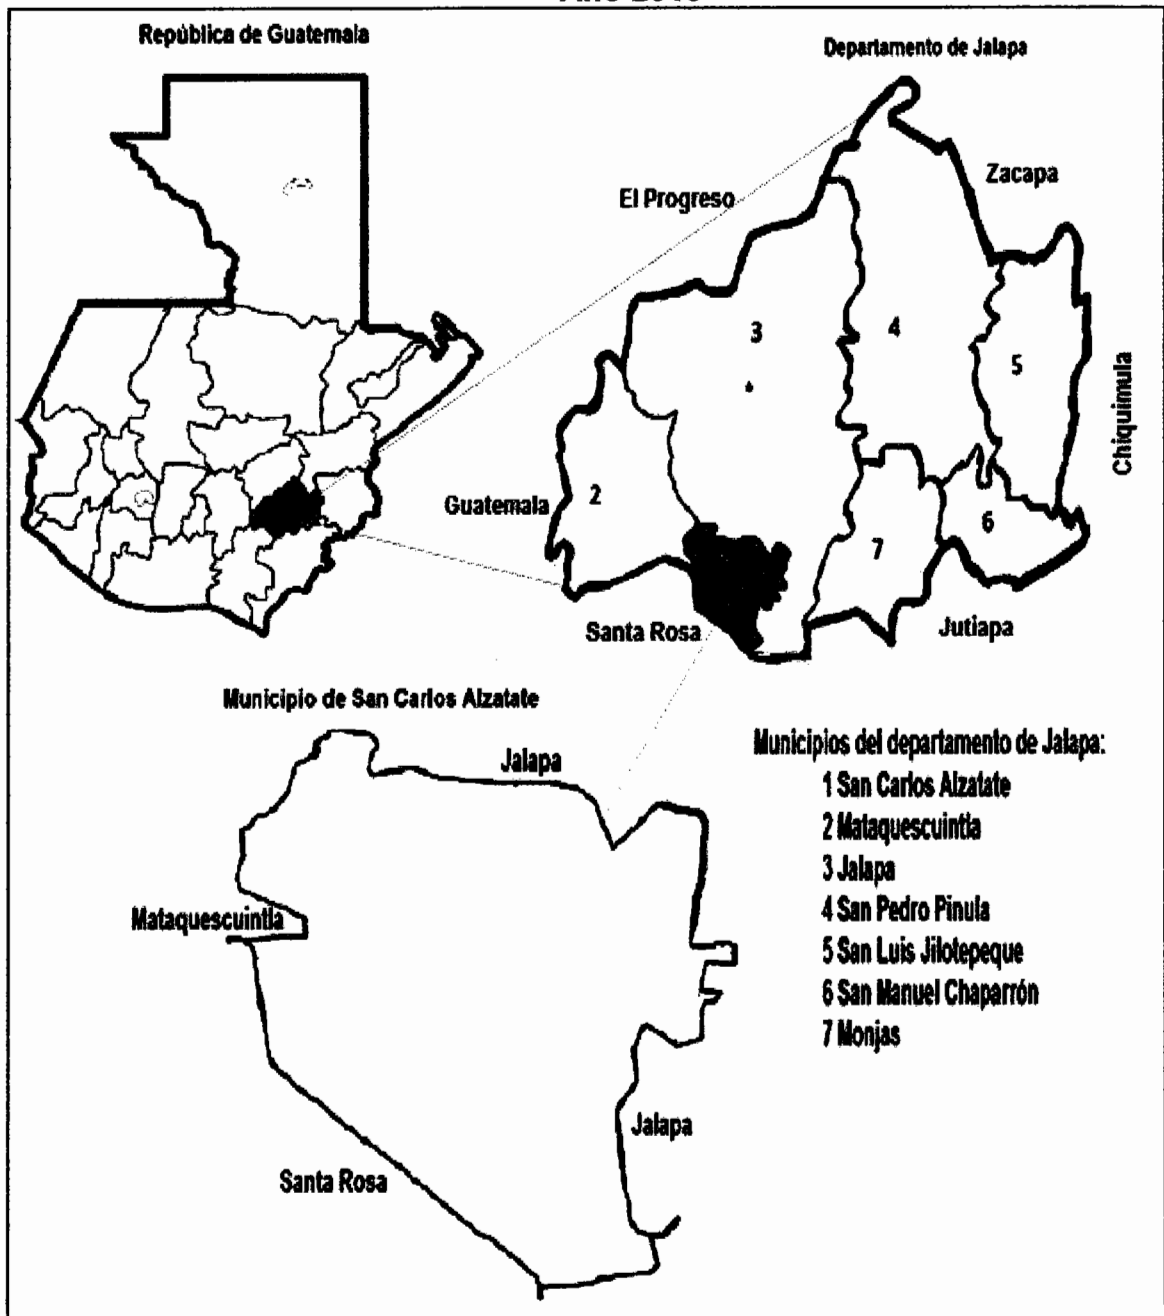 República de Guatemala
Departamento de Jalapa
El Progreso
Zacapa
3
4
5
Chiquimula
Guatemala
2
6
7
Santa Rosa
Jutiapa
Municipio de San Carlos Alzatate
Jalapa
Mataquescuintla
Jalapa
Santa Rosa
Municipios del departamento de Jalapa:
1 San Carlos Alzatate
2 Mataquescuintla
3 Jalapa
4 San Pedro Pinula
5 San Luis Jilotepeque
6 San Manuel Chaparrón
7 Monjas